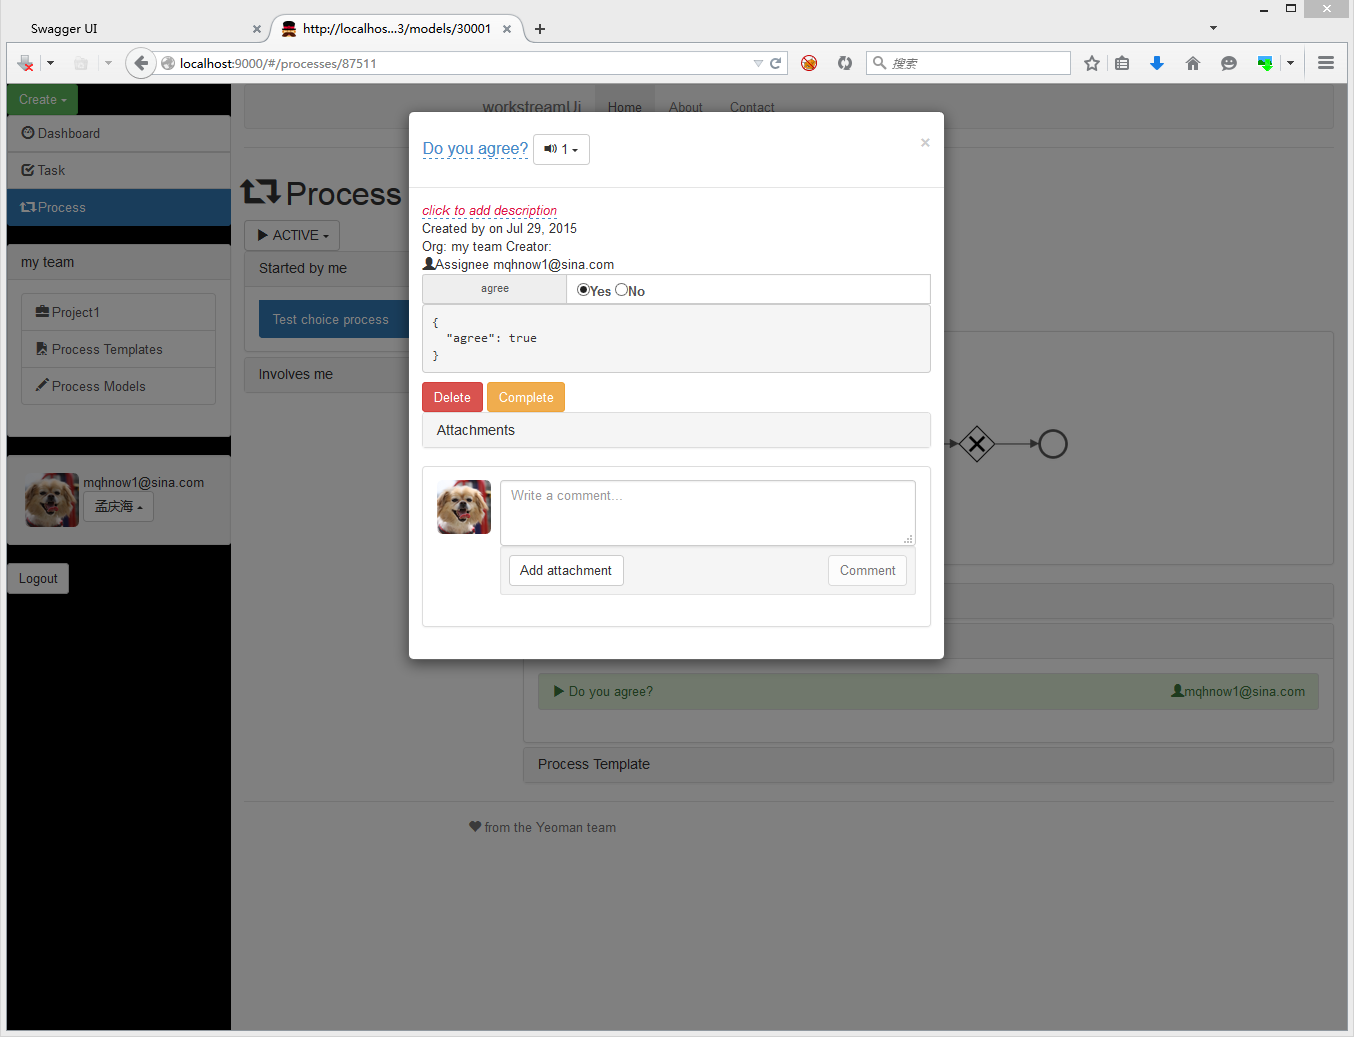 Swagger UI
http://localhos...3/models/30001
localhost:9000/#/processes/87511
搜索
Create
Dashboard
Task
Process
my team
Project1
Process Templates
Process Models
mqhnow1@sina.com
孟庆海
Logout
workstreamUi
Home
About
Contact
Process
ACTIVE
Started by me
Test choice process
Involves me
Do you agree?
1
click to add description
Created by on Jul 29, 2015
Org: my team Creator:
Assignee mqhnow1@sina.com
agree
Yes No
{
"agree": true
}
Delete
Complete
Attachments
Write a comment...
Add attachment
Comment
Do you agree?
mqhnow1@sina.com
Process Template
from the Yeoman team